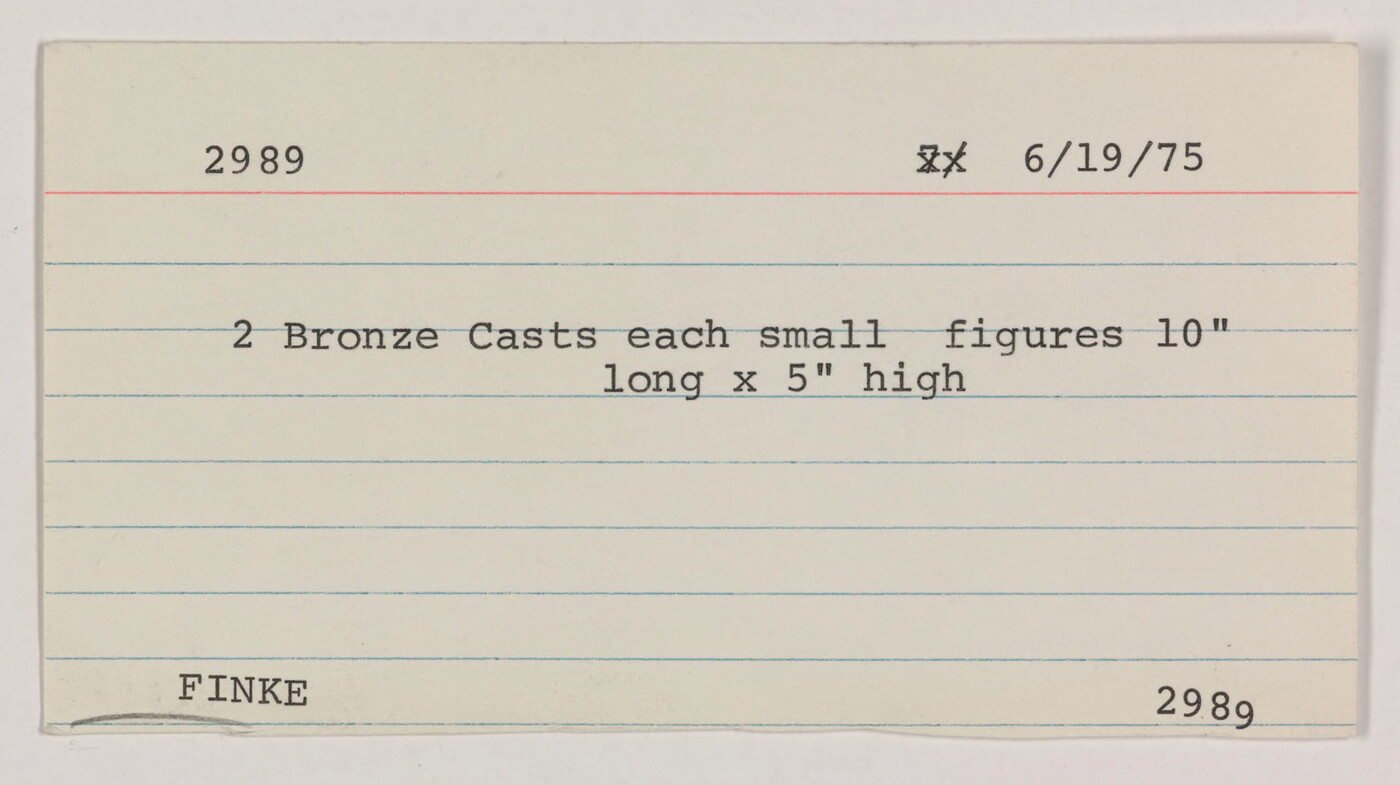 2989 6/19/75
2 Bronze Casts each small figures 10"
long x 5" high
FINKE 2989